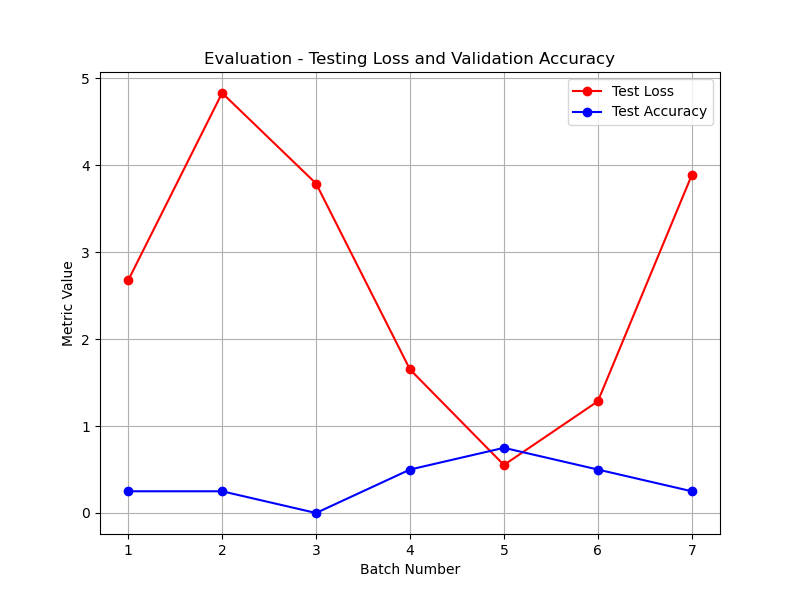 Evaluation - Testing Loss and Validation Accuracy
Test Loss
Test Accuracy
Metric Value
5
4
3
2
1
0
1 2 3 4 5 6 7
Batch Number